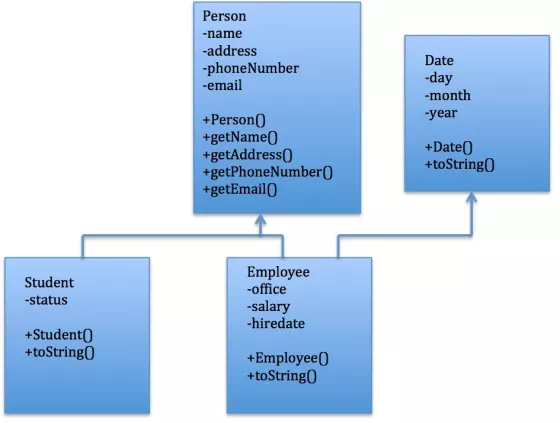 Person
-name
-address
-phoneNumber
-email
+Person()
+getName()
+getAddress()
+getPhoneNumber()
+getEmail()
Date
-day
-month
-year
+Date()
+toString()
Student
-status
+Student()
+toString()
Employee
-office
-salary
-hiredate
+Employee()
+toString()